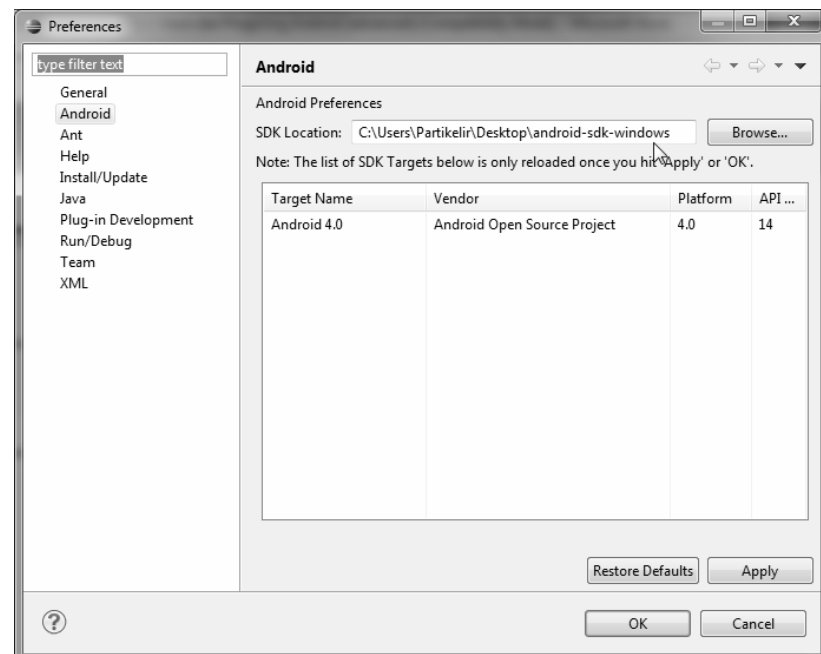 Preferences
type filter text
General
Android
Ant
Help
Install/Update
Java
Plug-in Development
Run/Debug
Team
XML
Android
Android Preferences
SDK Location: C:\Users\Partikelir\Desktop\android-sdk-windows Browse...
Note: The list of SDK Targets below is only reloaded once you hit 'Apply' or 'OK'.
Target Name Vendor Platform API ...
Android 4.0 Android Open Source Project 4.0 14
Restore Defaults Apply
OK Cancel